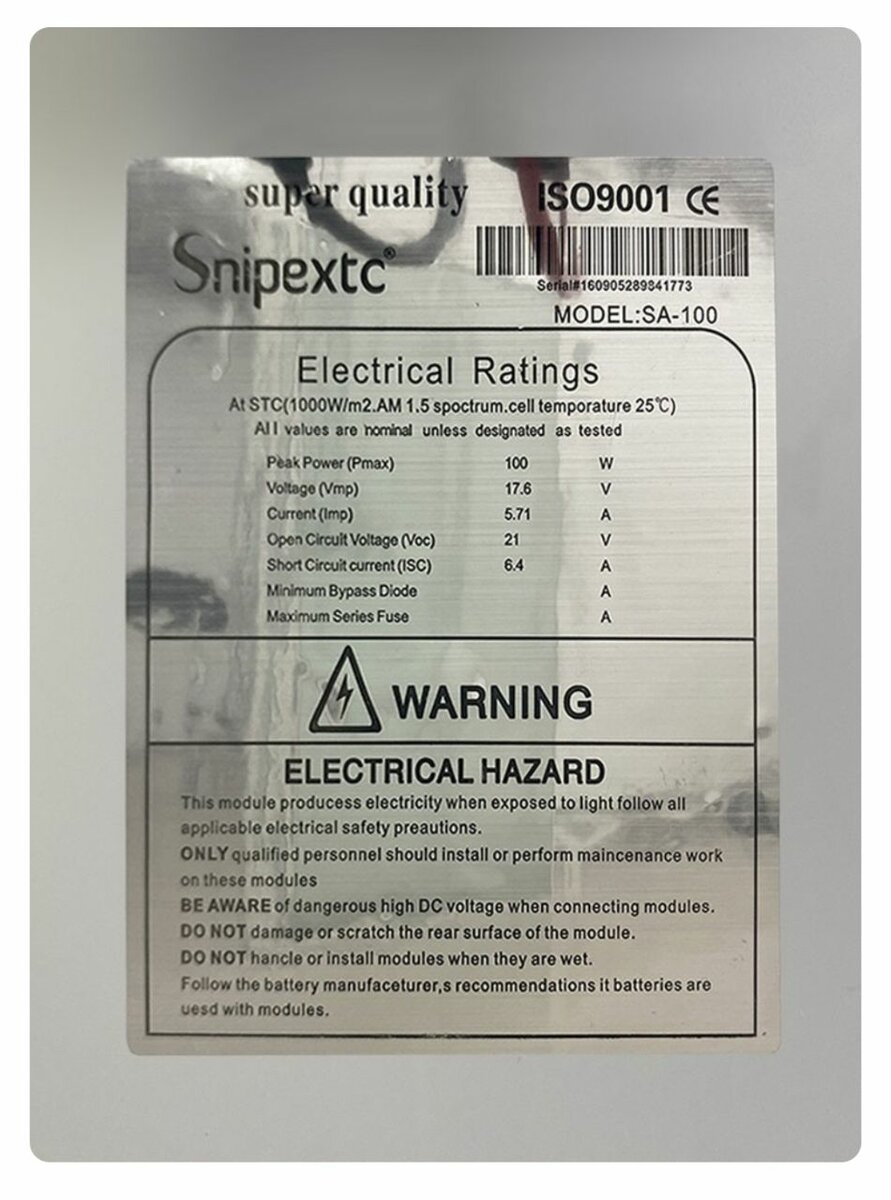 super quality
ISO9001 CE
Snipextc®
Serial#160905289841773
MODEL:SA-100
Electrical Ratings
At STC(1000W/m2.AM 1.5 spoctrum.cell temporature 25℃)
All values are nominal unless designated as tested
Peak Power (Pmax) 100 W
Voltage (Vmp) 17.6 V
Current (Imp) 5.71 A
Open Circuit Voltage (Voc) 21 V
Short Circuit current (ISC) 6.4 A
Minimum Bypass Diode A
Maximum Series Fuse A
WARNING
ELECTRICAL HAZARD
This module producess electricity when exposed to light follow all
applicable electrical safety preautions.
ONLY qualified personnel should install or perform maincenance work
on these modules
BE AWARE of dangerous high DC voltage when connecting modules.
DO NOT damage or scratch the rear surface of the module.
DO NOT hancle or install modules when they are wet.
Follow the battery manufaceturer,s recommendations it batteries are
uesd with modules.